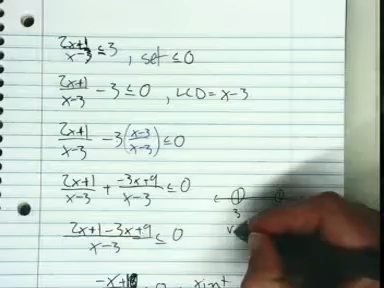 (2x+1)/(x-3) ≤ 3 , set ≤ 0
(2x+1)/(x-3) - 3 ≤ 0 , LCD = x-3
(2x+1)/(x-3) - 3((x-3)/(x-3)) ≤ 0
(2x+1)/(x-3) + (-3x+9)/(x-3) ≤ 0
3
(2x+1-3x+9)/(x-3) ≤ 0
xint